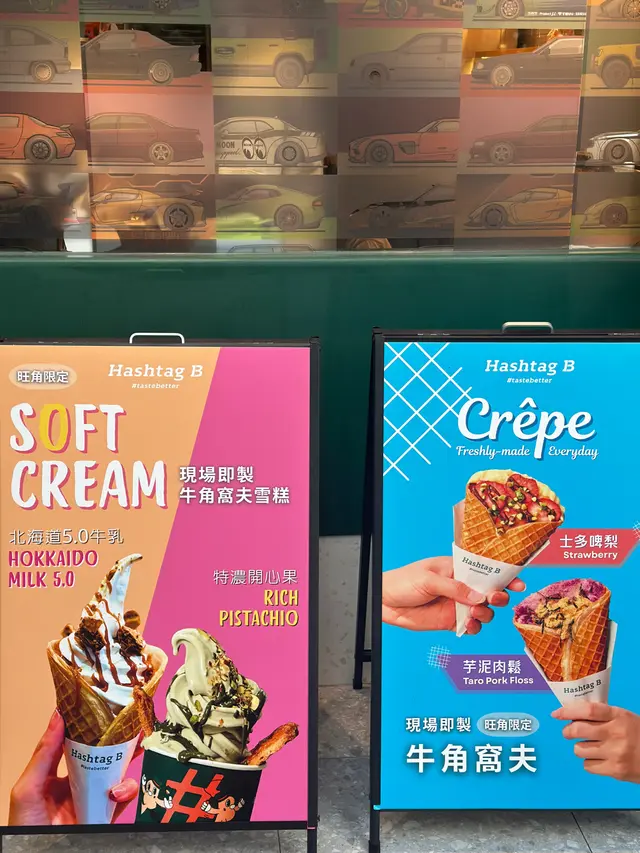 MOON
旺角限定
Hashtag B
#tastebetter
SOFT
CREAM
現場即製
牛角窩夫雪糕
北海道5.0牛乳
HOKKAIDO
MILK 5.0
特濃開心果
RICH
PISTACHIO
Hashtag B
#tastebetter
#
Hashtag B
#tastebetter
Crêpe
Freshly-made Everyday
Hashtag B
士多啤梨
Strawberry
芋泥肉鬆
Taro Pork Floss
Hashtag B
現場即製 旺角限定
牛角窩夫